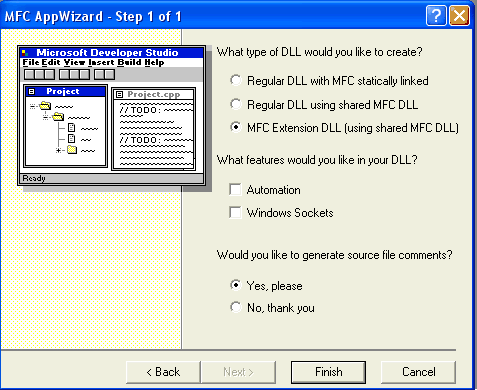 MFC AppWizard - Step 1 of 1
Microsoft Developer Studio
File Edit View Insert Build Help
Project
Project.cpp
// TODO:
// TODO:
Ready
What type of DLL would you like to create?
Regular DLL with MFC statically linked
Regular DLL using shared MFC DLL
MFC Extension DLL (using shared MFC DLL)
What features would you like in your DLL?
Automation
Windows Sockets
Would you like to generate source file comments?
Yes, please
No, thank you
< Back Next > Finish Cancel